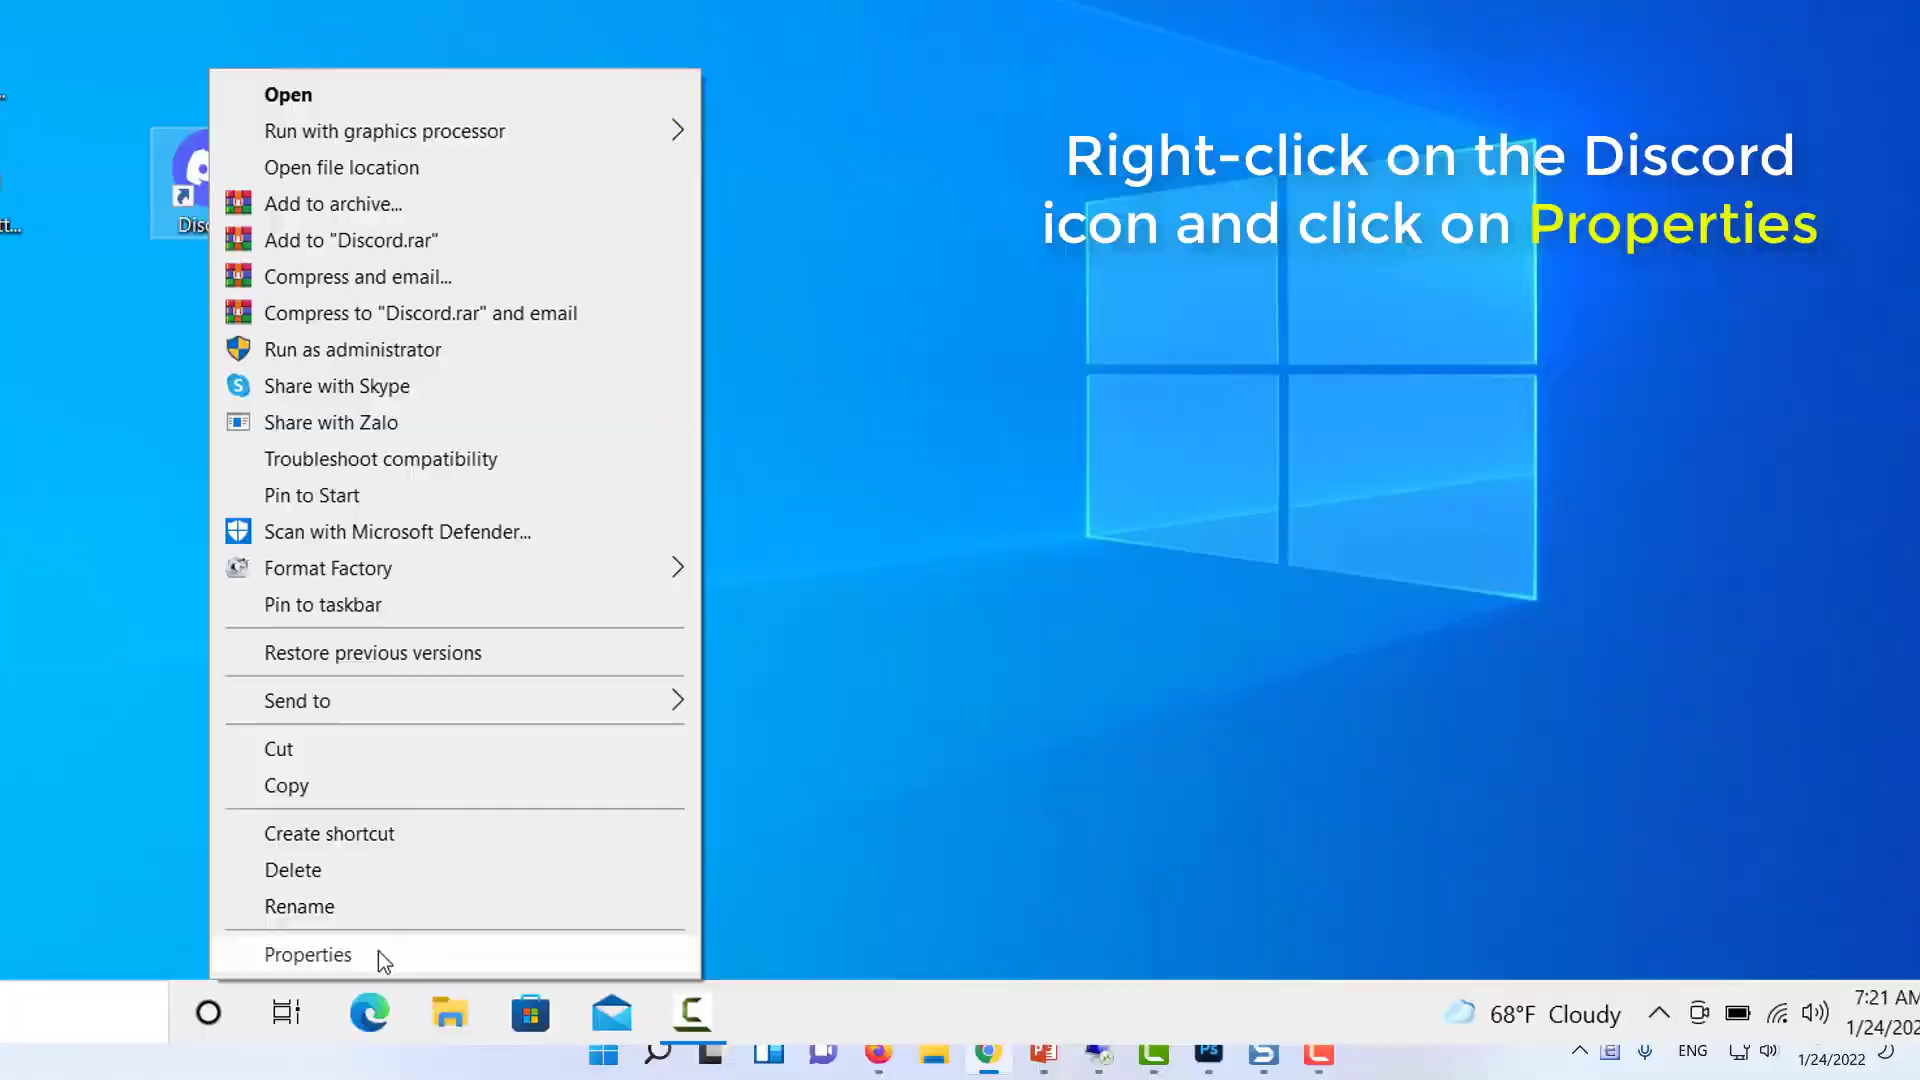 Right-click on the Discord
icon and click on Properties
Open
Run with graphics processor
Open file location
Add to archive...
Add to "Discord.rar"
Compress and email...
Compress to "Discord.rar" and email
Run as administrator
Share with Skype
Share with Zalo
Troubleshoot compatibility
Pin to Start
Scan with Microsoft Defender...
Format Factory
Pin to taskbar
Restore previous versions
Send to
Cut
Copy
Create shortcut
Delete
Rename
Properties
68°F Cloudy
7:21 AM
1/24/202
ENG
1/24/2022